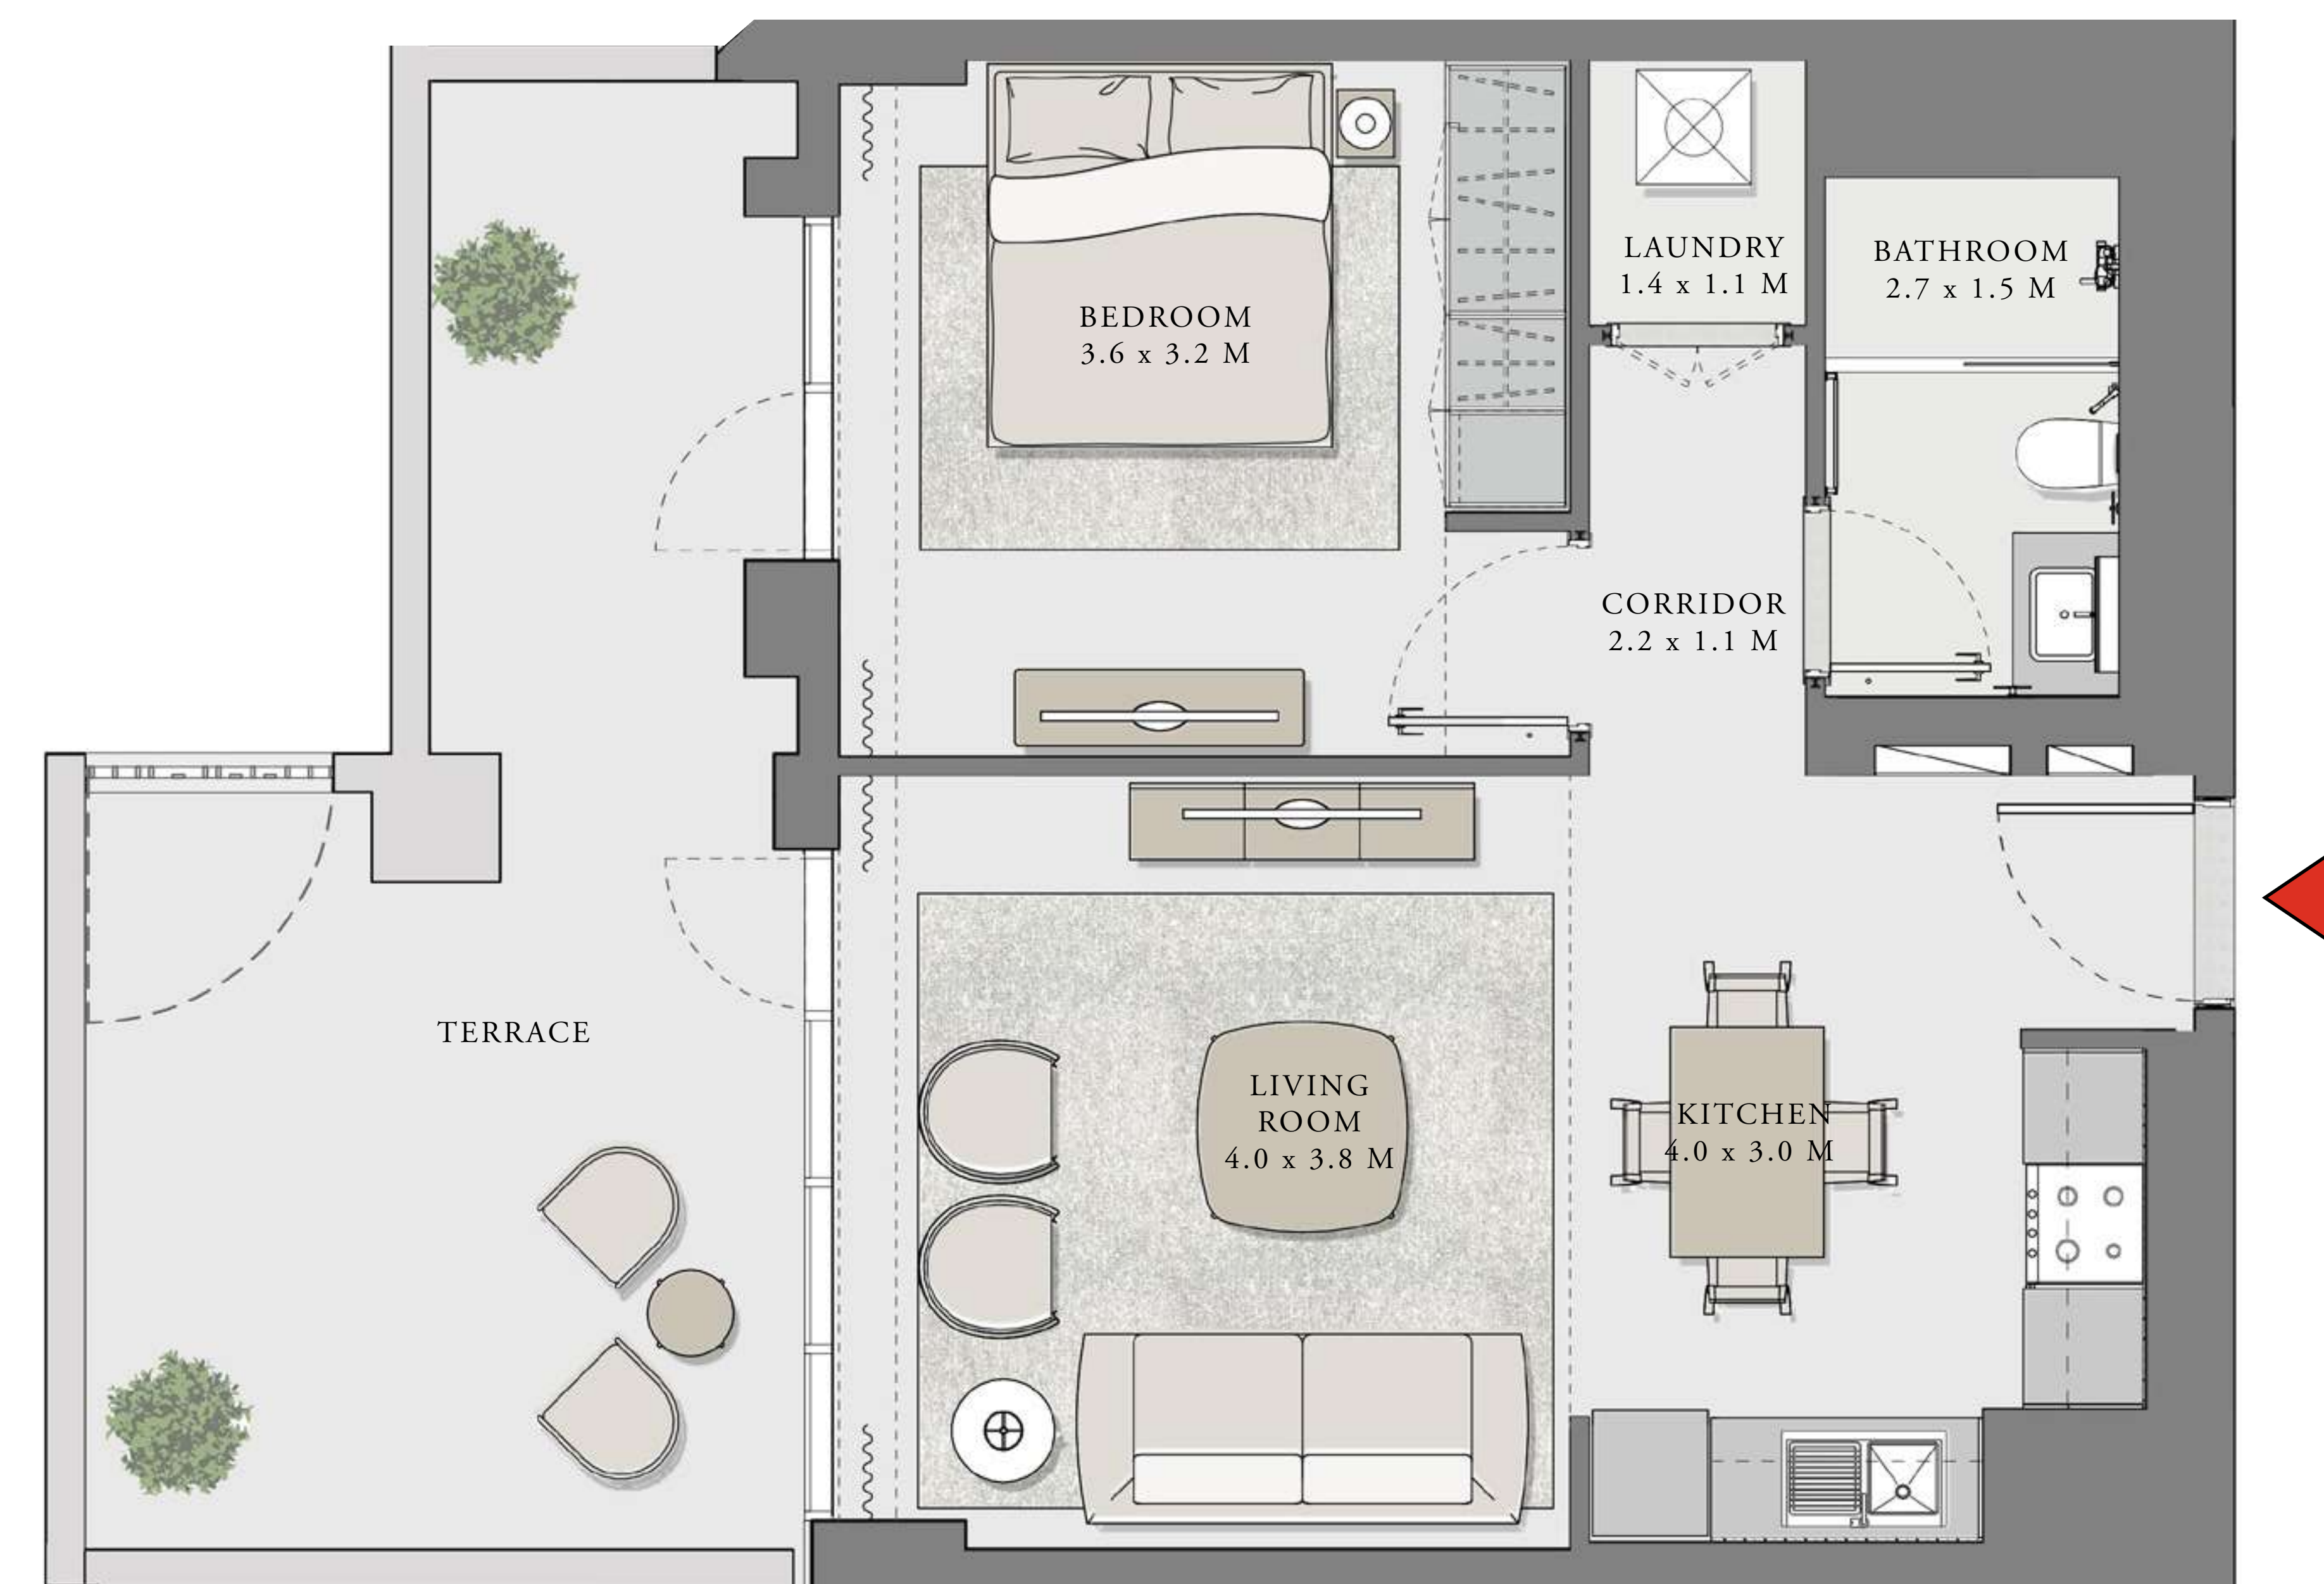 LAUNDRY
1.4 x 1.1 M
BATHROOM
2.7 x 1.5 M
BEDROOM
3.6 x 3.2 M
CORRIDOR
2.2 x 1.1 M
TERRACE
LIVING
ROOM
4.0 x 3.8 M
KITCHEN
4.0 x 3.0 M